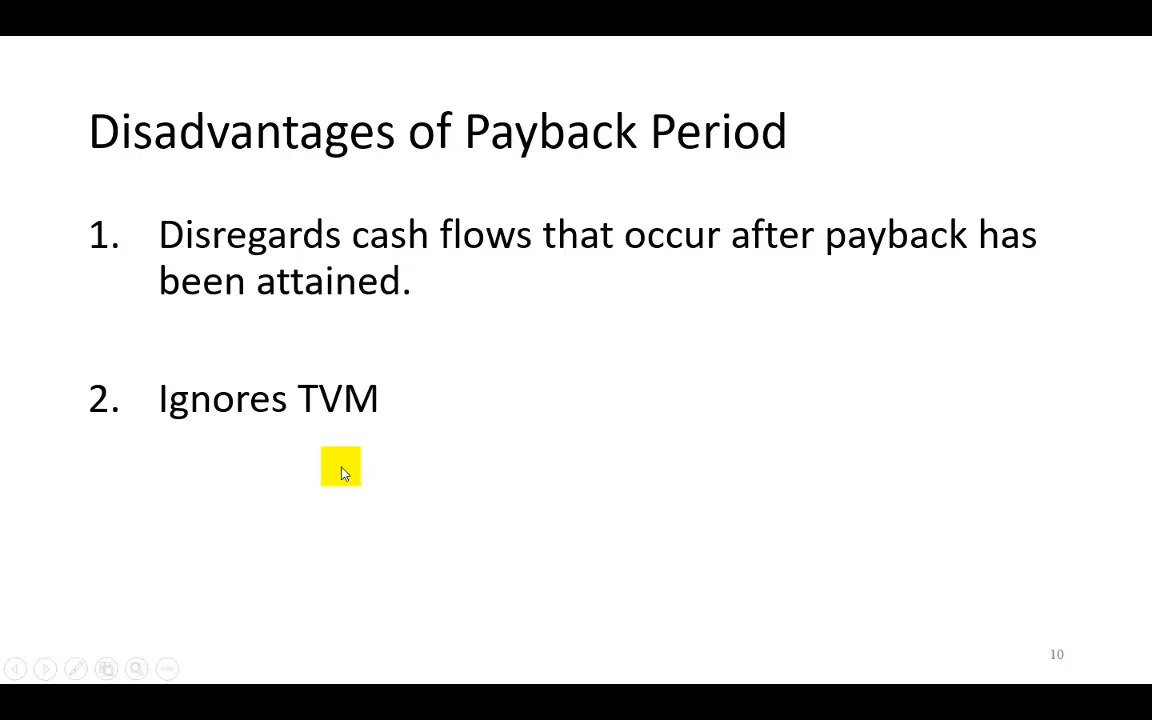 Disadvantages of Payback Period
1. Disregards cash flows that occur after payback has
been attained.
2. Ignores TVM
10